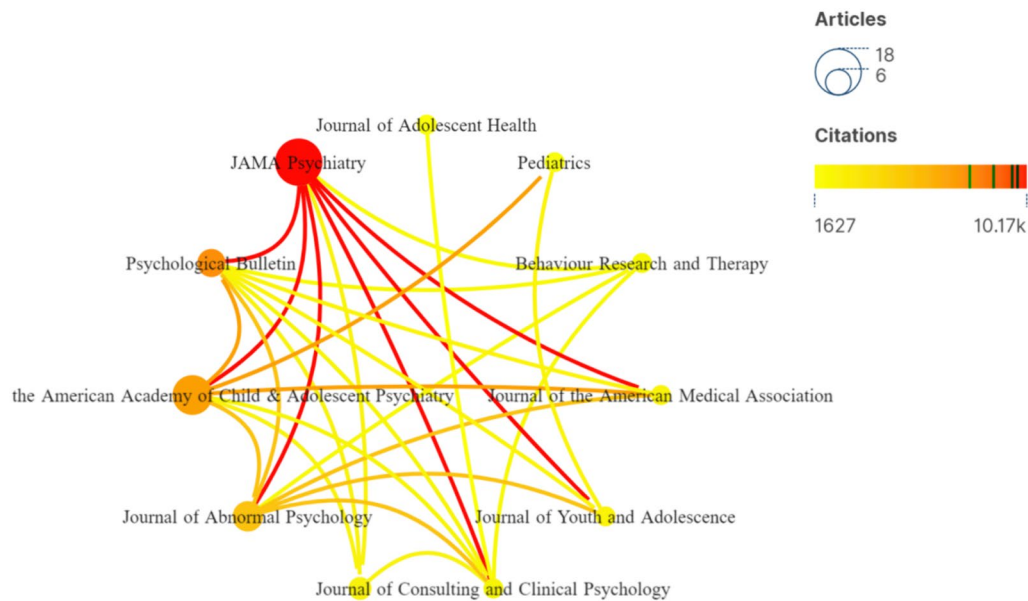 Articles
18
6
Citations
1627 10.17k
Journal of Adolescent Health
JAMA Psychiatry
Pediatrics
Psychological Bulletin
Behaviour Research and Therapy
the American Academy of Child & Adolescent Psychiatry
Journal of the American Medical Association
Journal of Abnormal Psychology
Journal of Youth and Adolescence
Journal of Consulting and Clinical Psychology